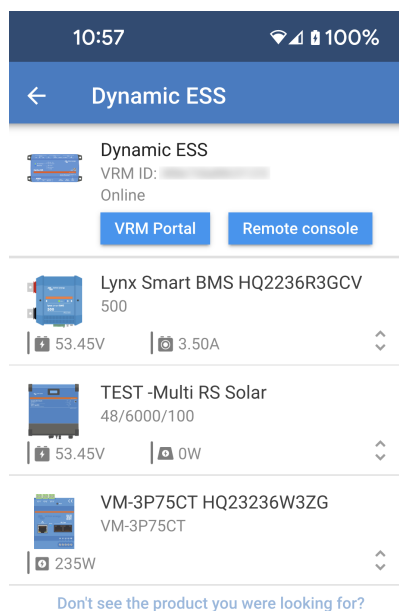 10:57
100%
Dynamic ESS
Dynamic ESS
VRM ID:
Online
VRM Portal
Remote console
Lynx Smart BMS HQ2236R3GCV
500
53.45V
3.50A
TEST -Multi RS Solar
48/6000/100
53.45V
0W
VM-3P75CT HQ23236W3ZG
VM-3P75CT
235W
Don't see the product you were looking for?